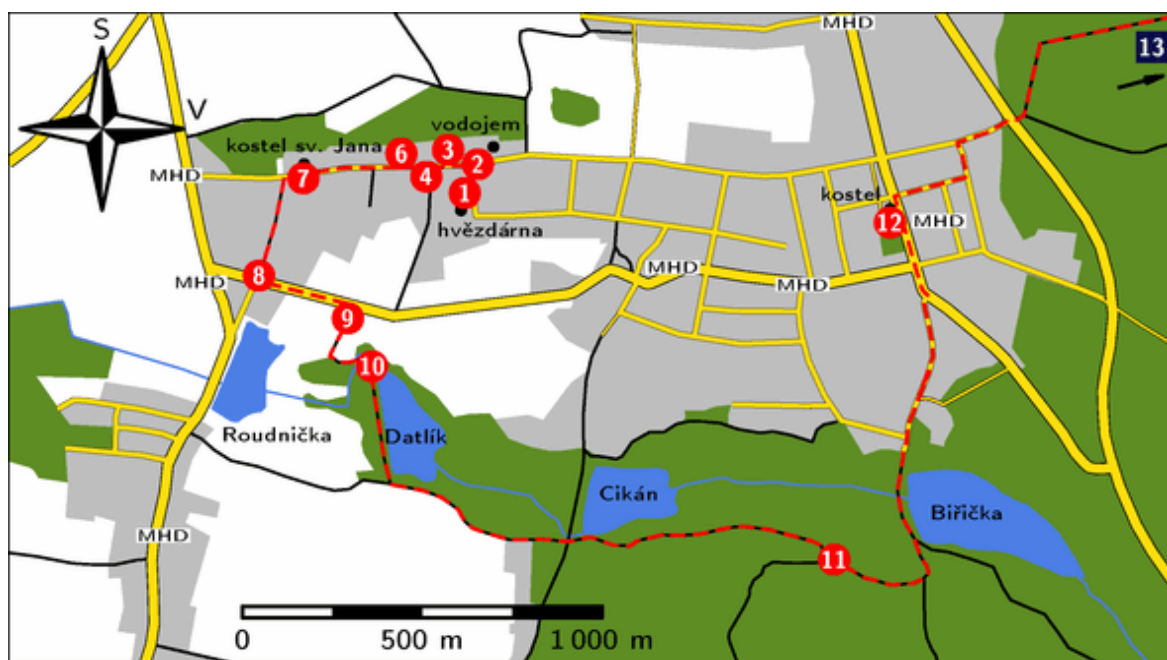 S
V
13
vodojem
kostel sv. Jana
3
6
2
4
MHD
7
1
kostel
12
MHD
hvězdárna
MHD
8
MHD
MHD
9
10
Roudnička
Datlík
Cikán
Biřička
MHD
11
0
500 m
1 000 m